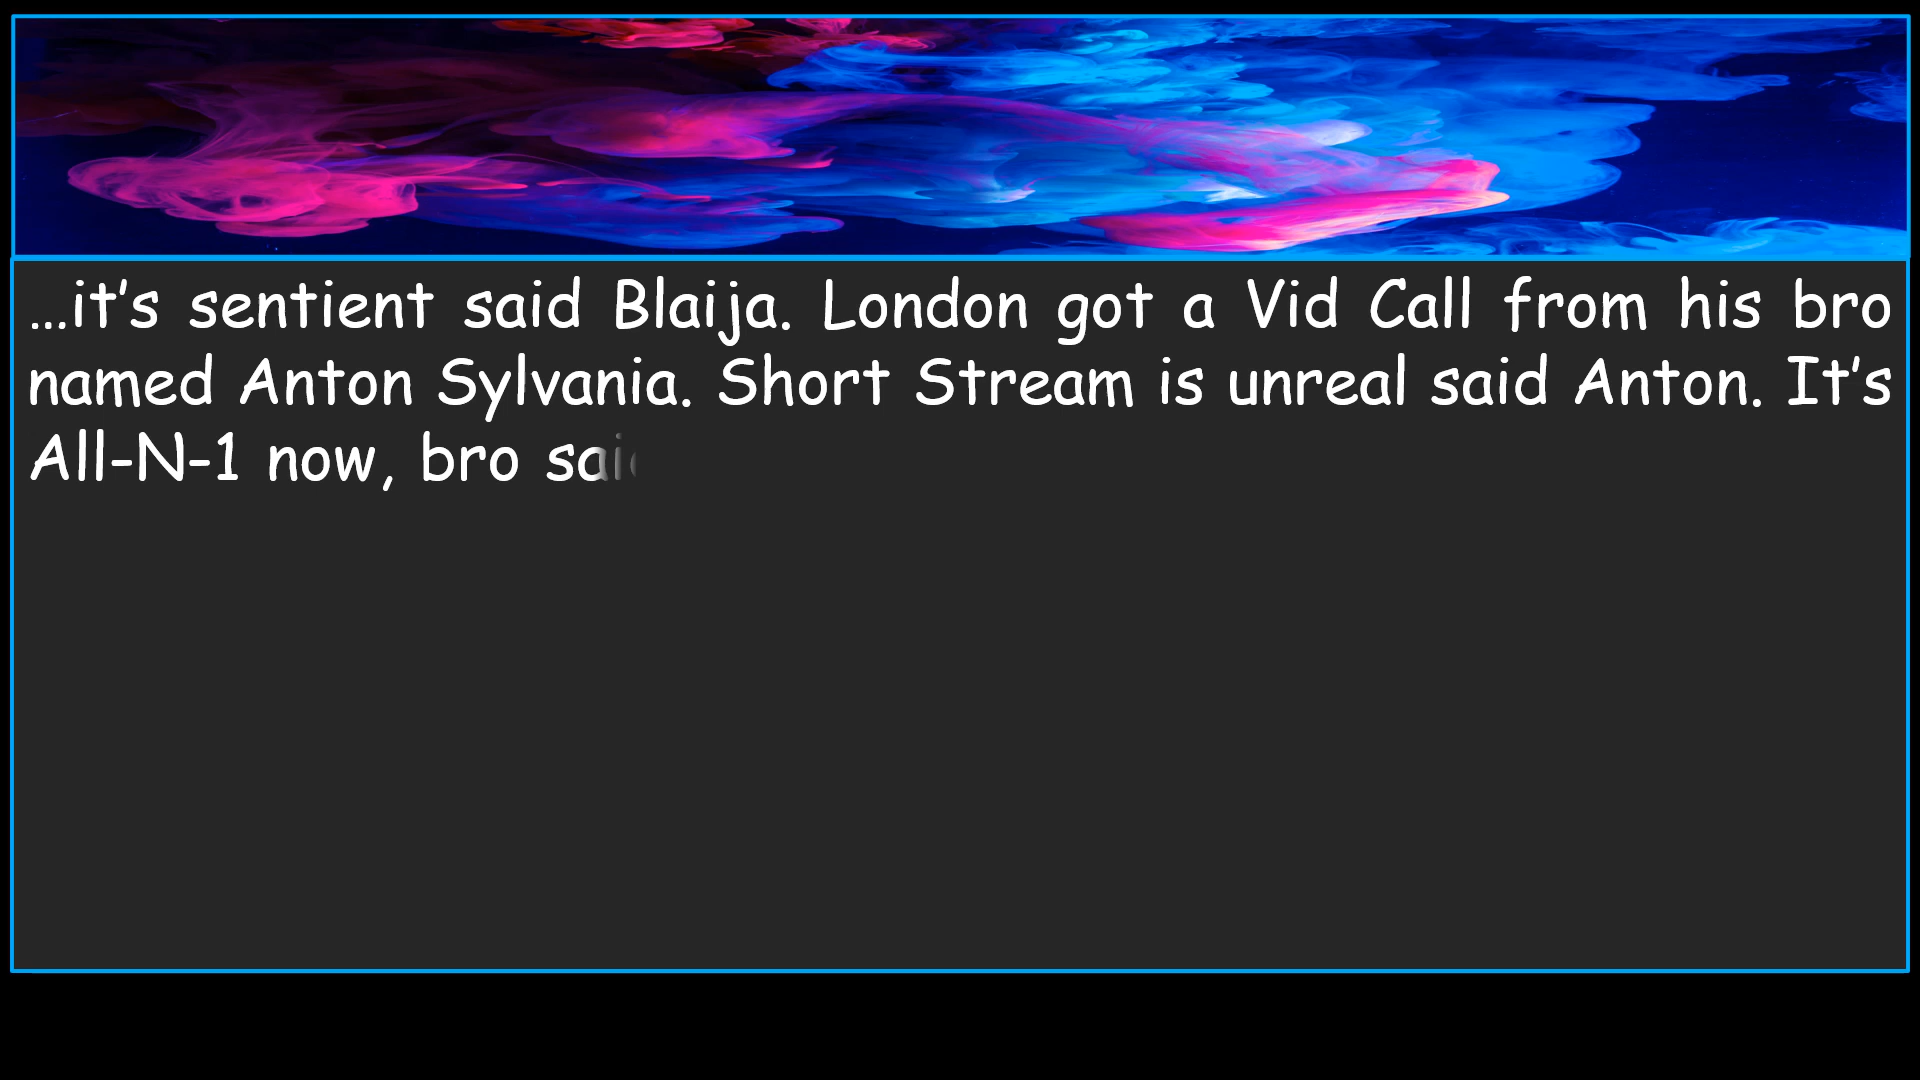 …it’s sentient said Blaija. London got a Vid Call from his bro
named Anton Sylvania. Short Stream is unreal said Anton. It’s
All-N-1 now, bro